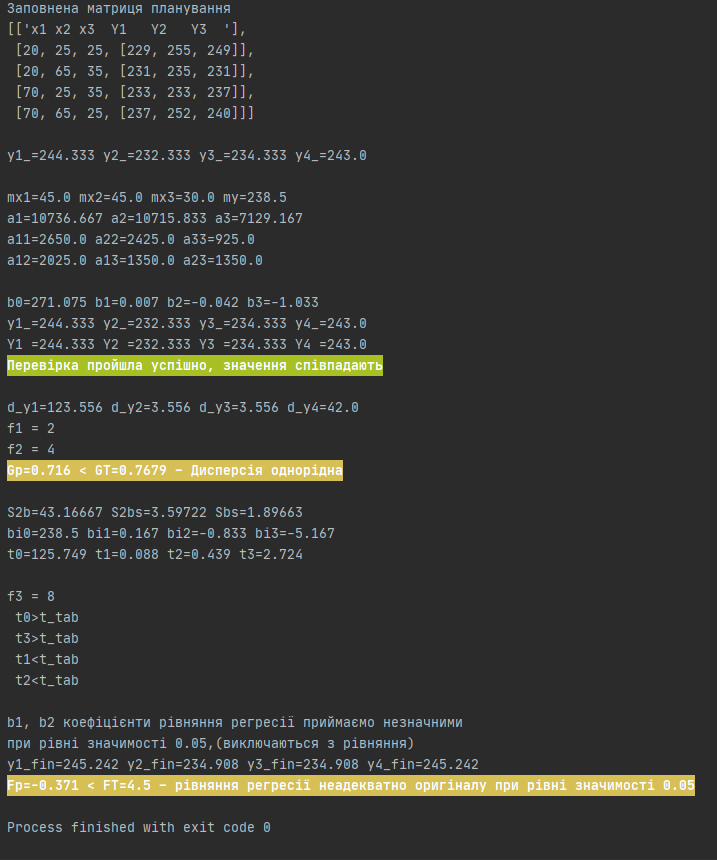 Заповнена матриця планування
[['x1 x2 x3  Y1   Y2   Y3  '],
 [20, 25, 25, [229, 255, 249]],
 [20, 65, 35, [231, 235, 231]],
 [70, 25, 35, [233, 233, 237]],
 [70, 65, 25, [237, 252, 240]]]
y1_=244.333 y2_=232.333 y3_=234.333 y4_=243.0
mx1=45.0 mx2=45.0 mx3=30.0 my=238.5
a1=10736.667 a2=10715.833 a3=7129.167
a11=2650.0 a22=2425.0 a33=925.0
a12=2025.0 a13=1350.0 a23=1350.0
b0=271.075 b1=0.007 b2=-0.042 b3=-1.033
y1_=244.333 y2_=232.333 y3_=234.333 y4_=243.0
Y1 =244.333 Y2 =232.333 Y3 =234.333 Y4 =243.0
Перевірка пройшла успішно, значення співпадають
d_y1=123.556 d_y2=3.556 d_y3=3.556 d_y4=42.0
f1 = 2
f2 = 4
Gp=0.716 < GT=0.7679 – Дисперсія однорідна
S2b=43.16667 S2bs=3.59722 Sbs=1.89663
bi0=238.5 bi1=0.167 bi2=-0.833 bi3=-5.167
t0=125.749 t1=0.088 t2=0.439 t3=2.724
f3 = 8
 t0>t_tab
 t3>t_tab
 t1<t_tab
 t2<t_tab
b1, b2 коефіцієнти рівняння регресії приймаємо незначними
при рівні значимості 0.05,(виключаються з рівняння)
y1_fin=245.242 y2_fin=234.908 y3_fin=234.908 y4_fin=245.242
Fp=-0.371 < FT=4.5 – рівняння регресії неадекватно оригіналу при рівні значимості 0.05
Process finished with exit code 0